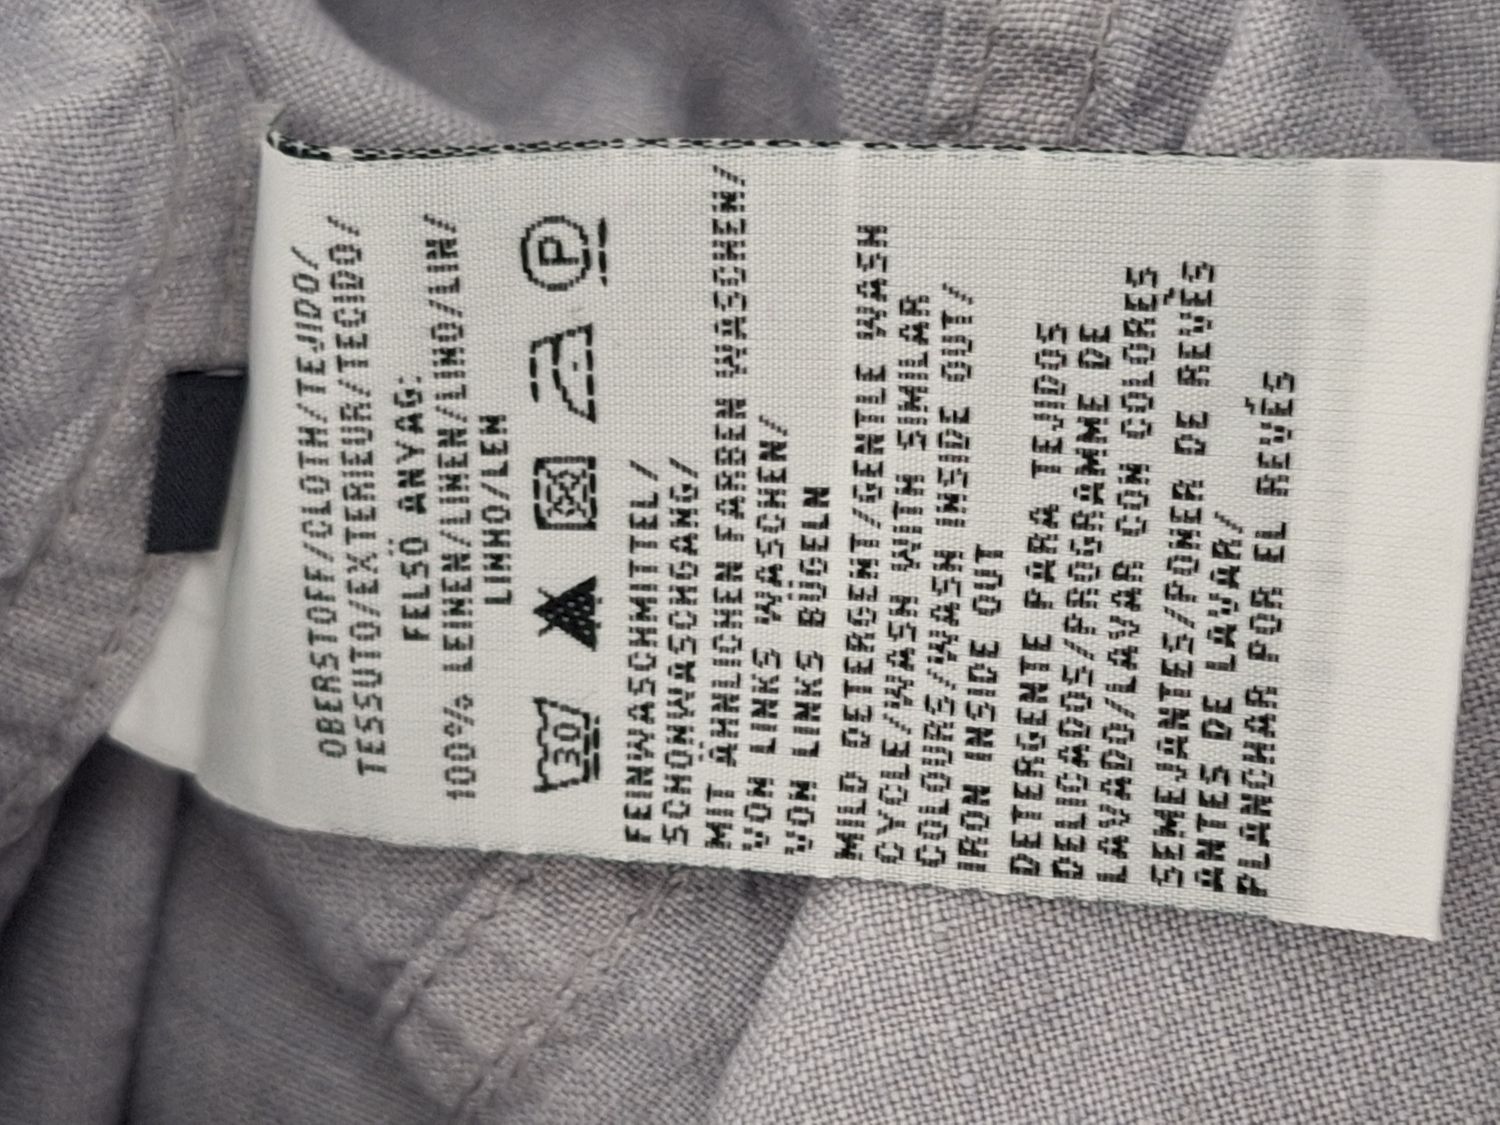 OBERSTOFF/CLOTH/TEJIDO/
TESSUTO/EXTERIEUR/TECIDO/
FELSÖ ANYAG:
100% LEINEN/LINEN/LINO/LIN/
LINHO/LEN
30 P
FEINWASCHMITTEL/
SCHONWASCHGANG/
MIT ÄHNLICHEN FARBEN WASCHEN/
VON LINKS WASCHEN/
VON LINKS BÜGELN
MILD DETERGENT/GENTLE WASH
CYCLE/WASH WITH SIMILAR
COLOURS/WASH INSIDE OUT/
IRON INSIDE OUT
DETERGENTE PARA TEJIDOS
DELICADOS/PROGRAMME DE
LAVADO/LAVAR CON COLORES
SEMEJANTES/PONER DE REVÉS
ANTES DE LAVAR/
PLANCHAR POR EL REVÉS